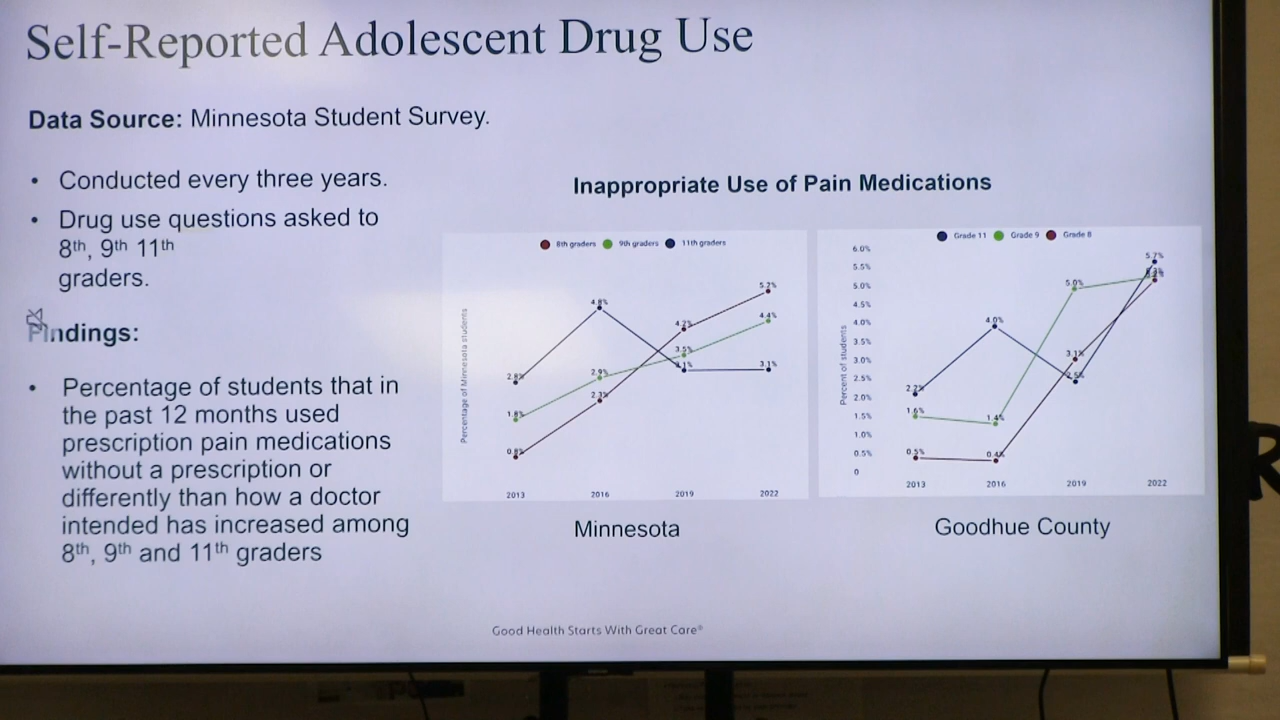 Self-Reported Adolescent Drug Use
Data Source: Minnesota Student Survey.
• Conducted every three years.
• Drug use questions asked to
8th, 9th 11th
graders.
Findings:
• Percentage of students that in
the past 12 months used
prescription pain medications
without a prescription or
differently than how a doctor
intended has increased among
8th, 9th and 11th graders
Inappropriate Use of Pain Medications
8th graders 9th graders 11th graders
Percentage of Minnesota students
5.2%
4.8%
4.4%
4.2%
3.5%
3.1%
2.9%
2.8%
2.3%
1.8%
0.8%
2013 2016 2019 2022
Minnesota
Grade 11 Grade 9 Grade 8
Percent of students
6.0%
5.5%
5.0%
4.5%
4.0%
3.5%
3.0%
2.5%
2.0%
1.5%
1.0%
0.5%
0
5.7%
5.0%
4.0%
3.1%
2.5%
2.2%
1.6%
1.4%
0.5%
0.4%
2013 2016 2019 2022
Goodhue County
Good Health Starts With Great Care®
R